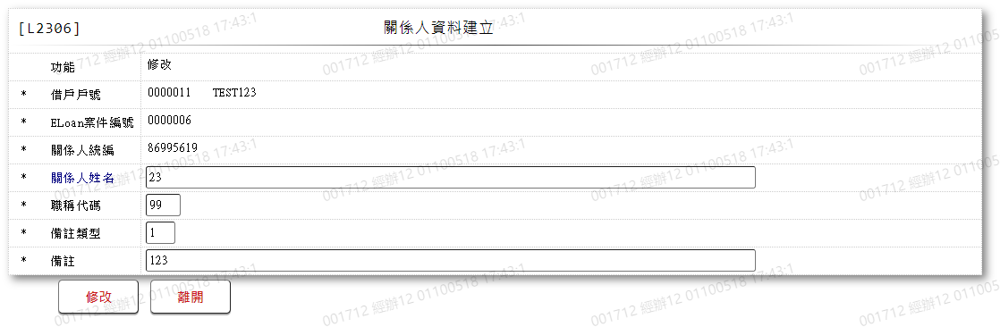 [L2306] 關係人資料建立
功能 修改
* 借戶戶號 0000011 TEST123
* ELoan案件編號 0000006
* 關係人統編 86995619
* 關係人姓名 23
* 職稱代碼 99
* 備註類型 1
* 備註 123
修改 離開
001712 經辦12 01100518 17:43:1